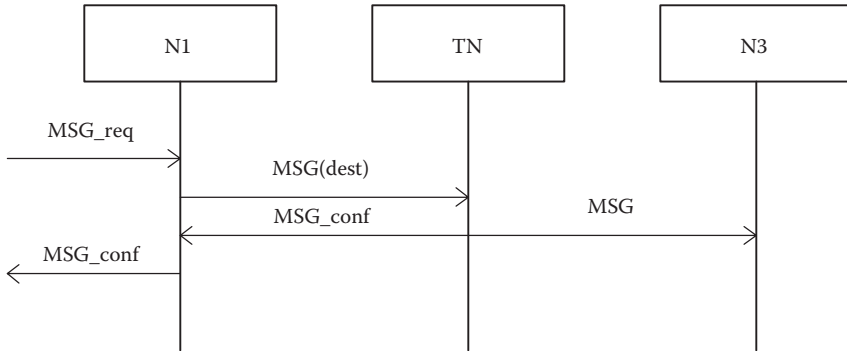 N1
TN
N3
MSG_req
MSG(dest)
MSG_conf
MSG
MSG_conf